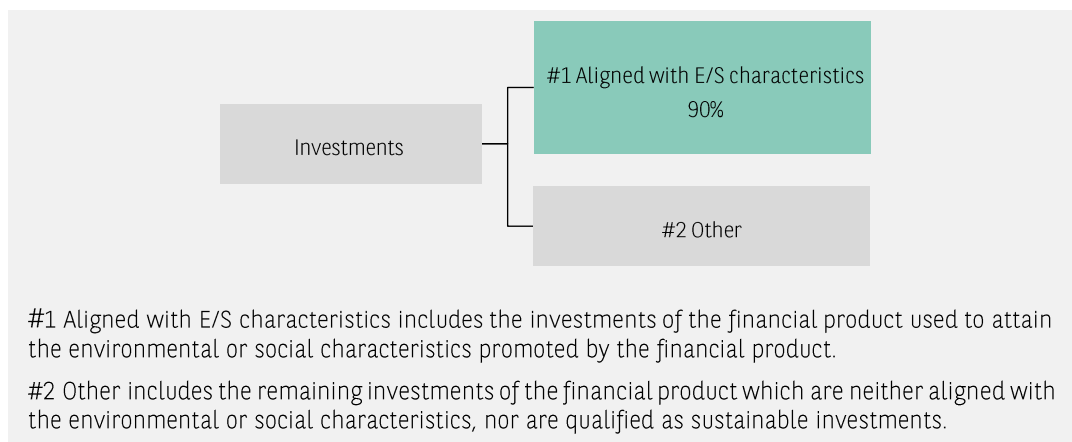 #1 Aligned with E/S characteristics
90%
Investments
#2 Other
#1 Aligned with E/S characteristics includes the investments of the financial product used to attain
the environmental or social characteristics promoted by the financial product.
#2 Other includes the remaining investments of the financial product which are neither aligned with
the environmental or social characteristics, nor are qualified as sustainable investments.